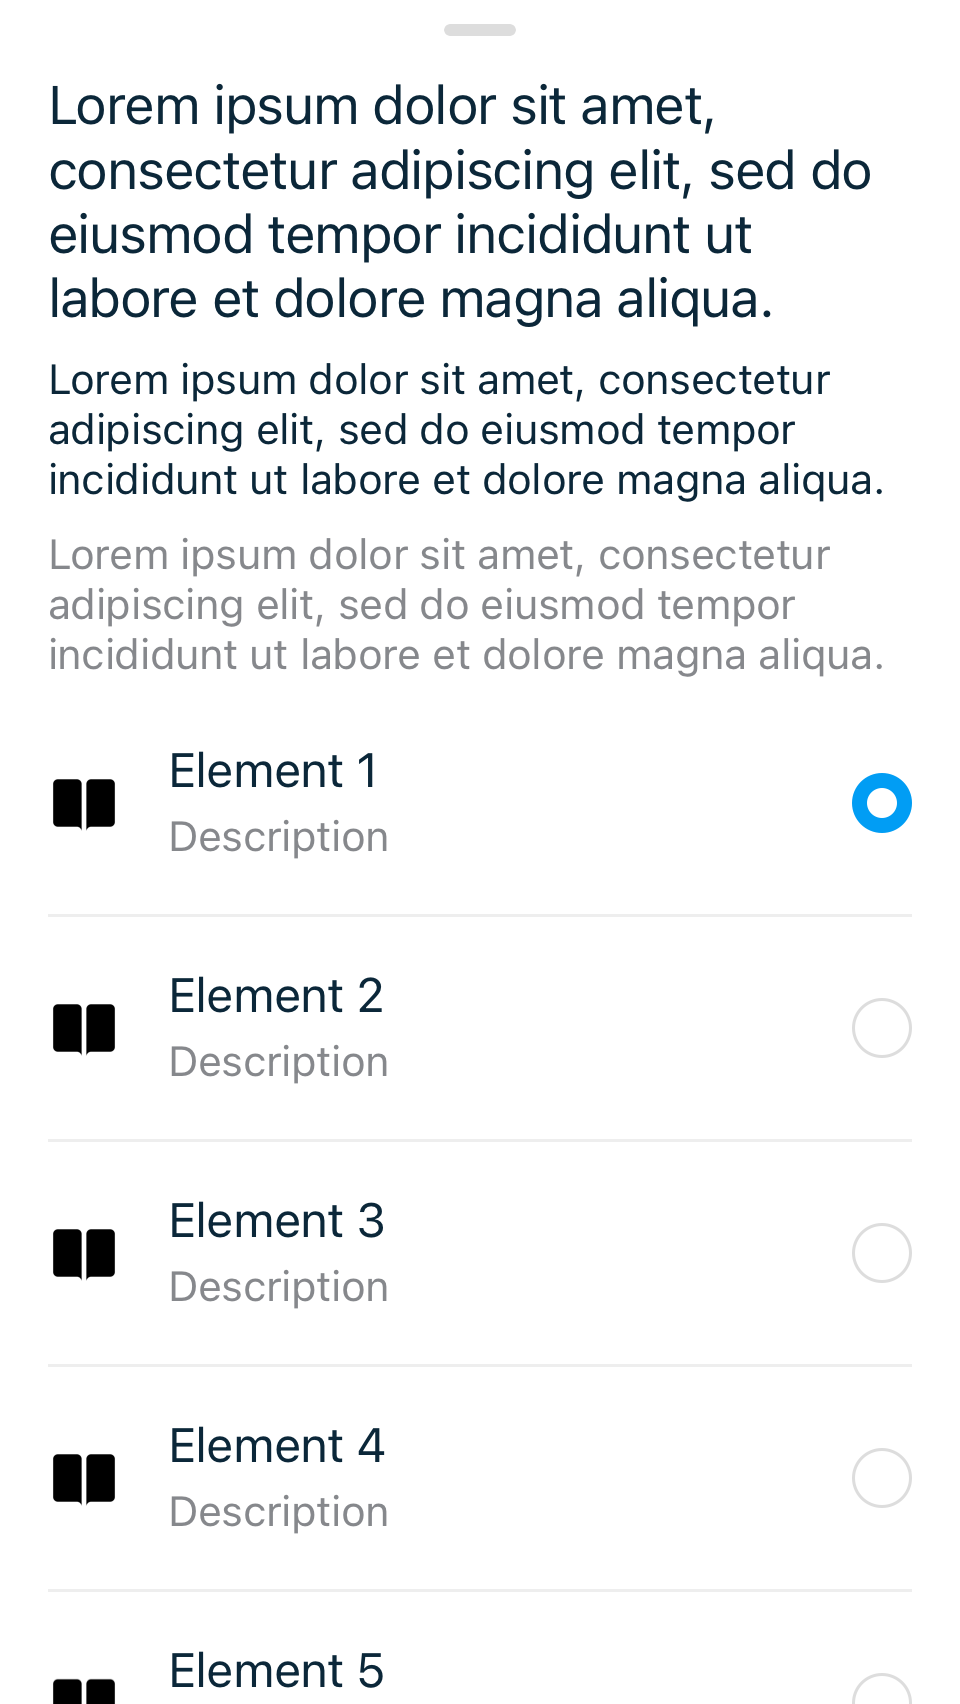 Lorem ipsum dolor sit amet,
consectetur adipiscing elit, sed do
eiusmod tempor incididunt ut
labore et dolore magna aliqua.
Lorem ipsum dolor sit amet, consectetur
adipiscing elit, sed do eiusmod tempor
incididunt ut labore et dolore magna aliqua.
Lorem ipsum dolor sit amet, consectetur
adipiscing elit, sed do eiusmod tempor
incididunt ut labore et dolore magna aliqua.
Element 1
Description
Element 2
Description
Element 3
Description
Element 4
Description
Element 5